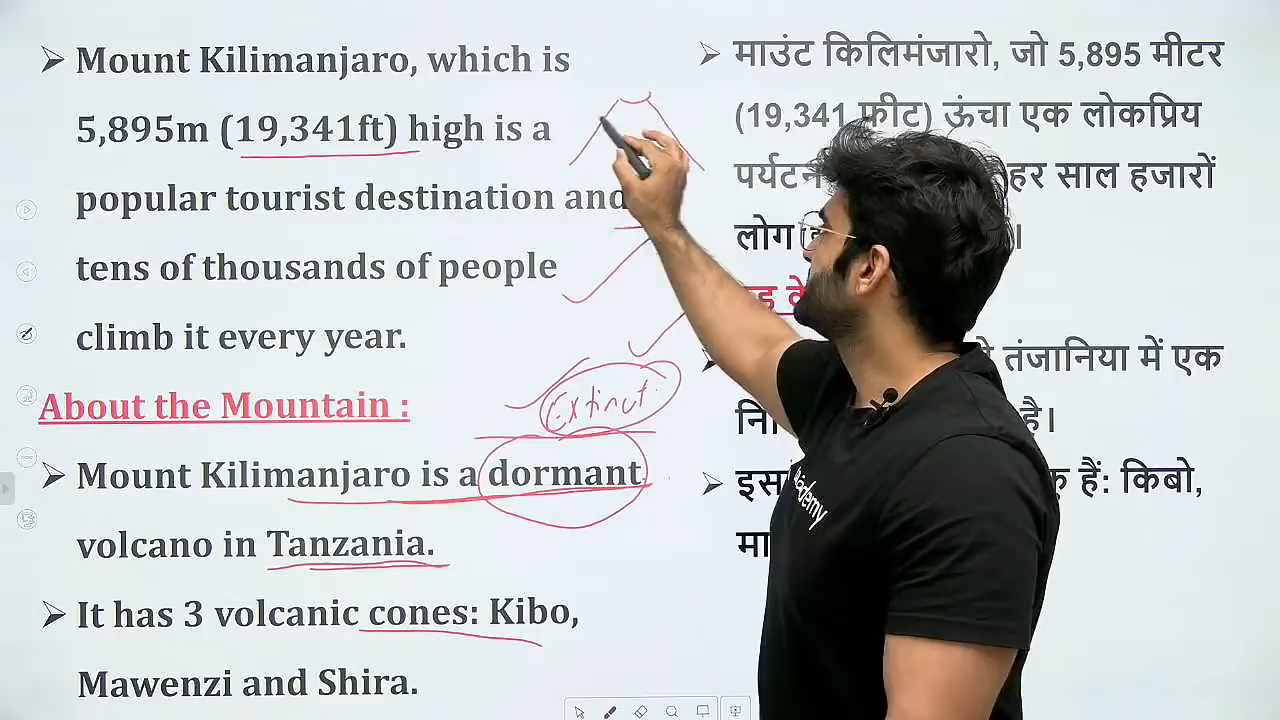 ➤ Mount Kilimanjaro, which is
5,895m (19,341ft) high is a
popular tourist destination and
tens of thousands of people
climb it every year.
About the Mountain :
Extinct
➤ Mount Kilimanjaro is a dormant
volcano in Tanzania.
➤ It has 3 volcanic cones: Kibo,
Mawenzi and Shira.
➤ माउंट किलिमंजारो, जो 5,895 मीटर
(19,341 फीट) ऊंचा एक लोकप्रिय
हर साल हजारों
लोग
तंजानिया में एक
है।
हैं: किबो,